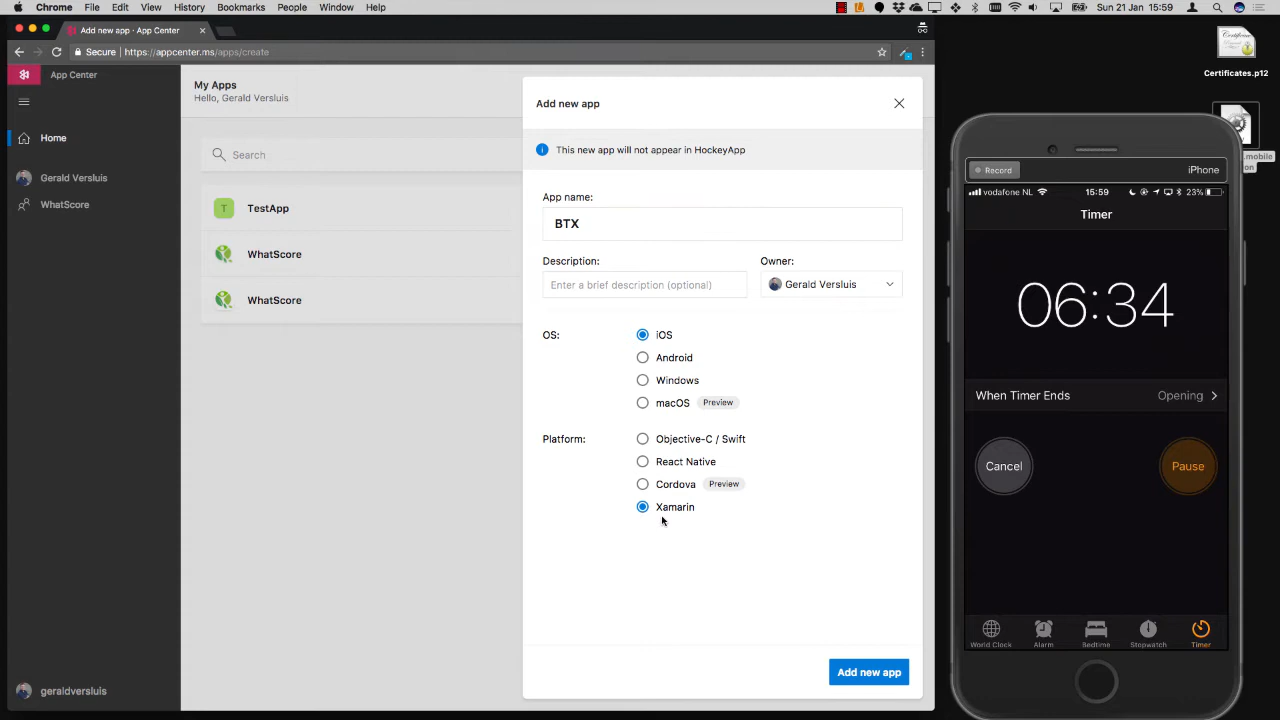 Chrome File Edit View History Bookmarks People Window Help
Sun 21 Jan 15:59
Add new app · App Center
Secure https://appcenter.ms/apps/create
App Center
Home
Gerald Versluis
WhatScore
geraldversluis
My Apps
Hello, Gerald Versluis
Search
T TestApp
WhatScore
WhatScore
Add new app
This new app will not appear in HockeyApp
App name:
BTX
Description:
Owner:
Enter a brief description (optional)
Gerald Versluis
OS:
iOS
Android
Windows
macOS Preview
Platform:
Objective-C / Swift
React Native
Cordova Preview
Xamarin
Add new app
Certificate
Certificates.p12
.mobile
on
Record
iPhone
vodafone NL 15:59 23%
Timer
06:34
When Timer Ends Opening
Cancel Pause
World Clock Alarm Bedtime Stopwatch Timer